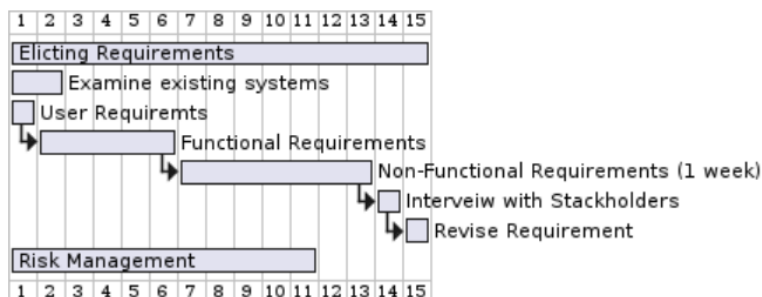 1 2 3 4 5 6 7 8 9 10 11 12 13 14 15
Elicting Requirements
Examine existing systems
User Requiremts
Functional Requirements
Non-Functional Requirements (1 week)
Interveiw with Stackholders
Revise Requirement
Risk Management
1 2 3 4 5 6 7 8 9 10 11 12 13 14 15